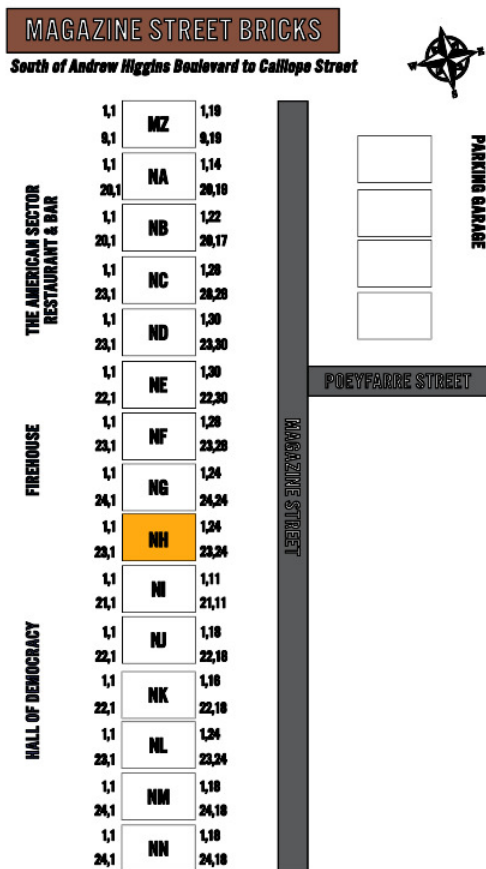 MAGAZINE STREET BRICKS
South of Andrew Higgins Boulevard to Calliope Street
1,1 MZ 1,19
9,1 9,19
1,1 NA 1,14
20,1 20,19
1,1 NB 1,22
20,1 20,17
1,1 NC 1,28
23,1 28,28
1,1 ND 1,30
23,1 23,30
1,1 NE 1,30
22,1 22,30
1,1 NF 1,28
23,1 23,28
1,1 NG 1,24
24,1 24,24
1,1 NH 1,24
23,1 23,24
1,1 NI 1,11
21,1 21,11
1,1 NJ 1,18
22,1 22,18
1,1 NK 1,16
22,1 22,18
1,1 NL 1,24
23,1 23,24
1,1 NM 1,18
24,1 24,18
1,1 NN 1,18
24,1 24,18
THE AMERICAN SECTOR
RESTAURANT & BAR
FIREHOUSE
HALL OF DEMOCRACY
MAGAZINE STREET
POEYFARRE STREET
PARKING GARAGE